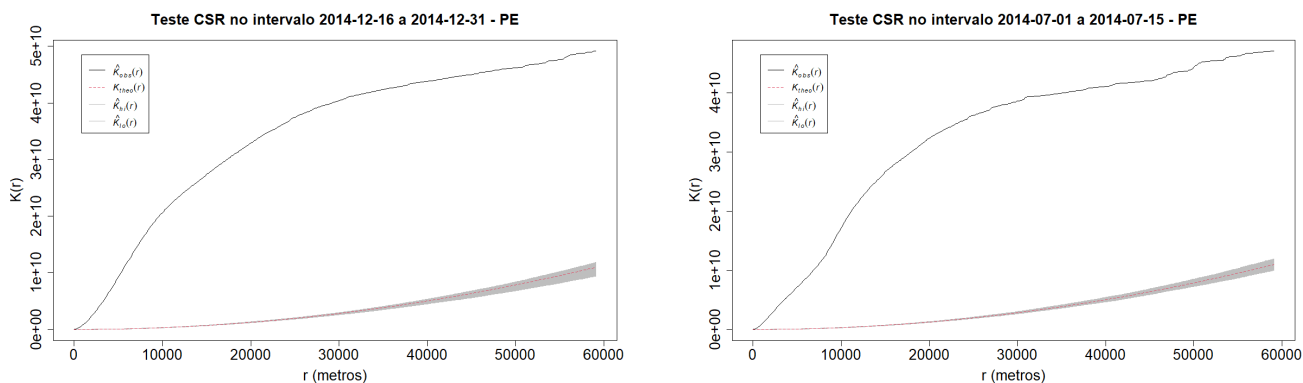 Teste CSR no intervalo 2014-12-16 a 2014-12-31 - PE
K(r)
5e+10
4e+10
3e+10
2e+10
1e+10
0e+00
K̂obs(r)
Ktheo(r)
K̂hi(r)
K̂lo(r)
0 10000 20000 30000 40000 50000 60000
r (metros)
Teste CSR no intervalo 2014-07-01 a 2014-07-15 - PE
K(r)
4e+10
3e+10
2e+10
1e+10
0e+00
K̂obs(r)
Ktheo(r)
K̂hi(r)
K̂lo(r)
0 10000 20000 30000 40000 50000 60000
r (metros)